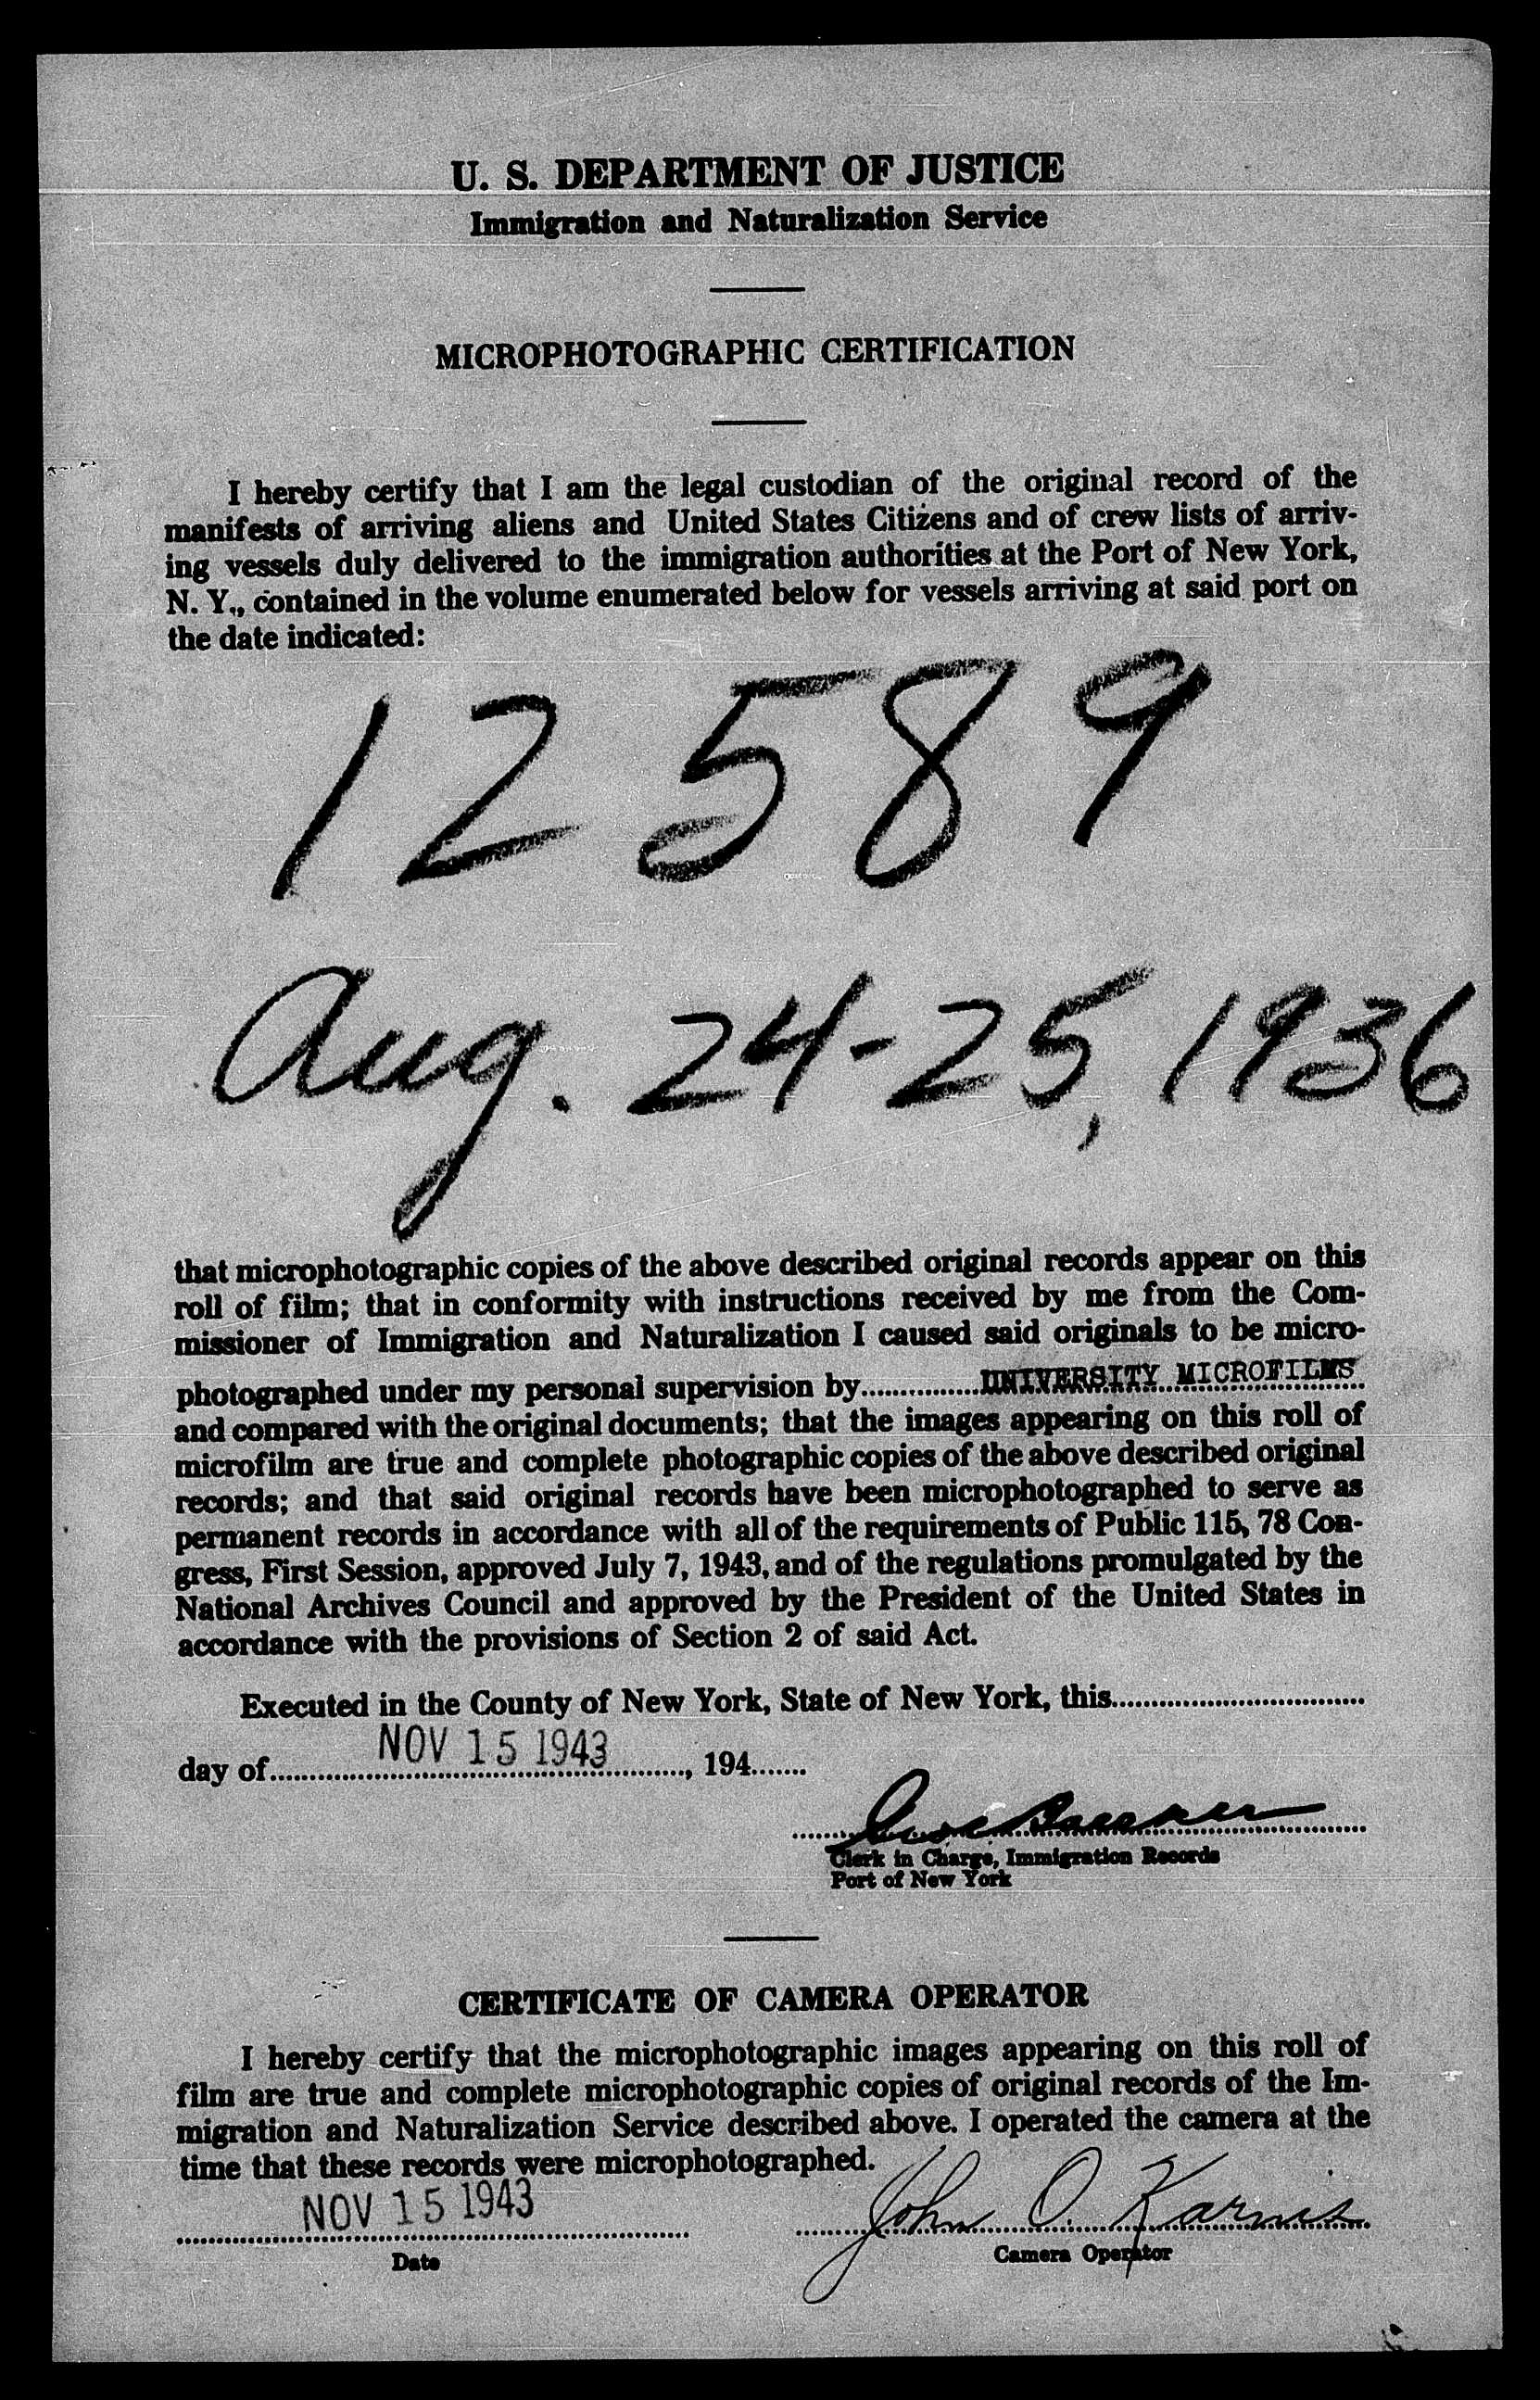 U. S. DEPARTMENT OF JUSTICE
Immigration and Naturalization Service
MICROPHOTOGRAPHIC CERTIFICATION
I hereby certify that I am the legal custodian of the original record of the
manifests of arriving aliens and United States Citizens and of crew lists of arriv-
ing vessels duly delivered to the immigration authorities at the Port of New York,
N. Y., contained in the volume enumerated below for vessels arriving at said port on
the date indicated:
12589
Aug. 24-25, 1936
that microphotographic copies of the above described original records appear on this
roll of film; that in conformity with instructions received by me from the Com-
missioner of Immigration and Naturalization I caused said originals to be micro-
photographed under my personal supervision by UNIVERSITY MICROFILMS
and compared with the original documents; that the images appearing on this roll of
microfilm are true and complete photographic copies of the above described original
records; and that said original records have been microphotographed to serve as
permanent records in accordance with all of the requirements of Public 115, 78 Con-
gress, First Session, approved July 7, 1943, and of the regulations promulgated by the
National Archives Council and approved by the President of the United States in
accordance with the provisions of Section 2 of said Act.
Executed in the County of New York, State of New York, this
day of NOV 15 1943, 194
Clerk in Charge, Immigration Records
Port of New York
CERTIFICATE OF CAMERA OPERATOR
I hereby certify that the microphotographic images appearing on this roll of
film are true and complete microphotographic copies of original records of the Im-
migration and Naturalization Service described above. I operated the camera at the
time that these records were microphotographed.
NOV 15 1943 John O. Karnes
Date Camera Operator